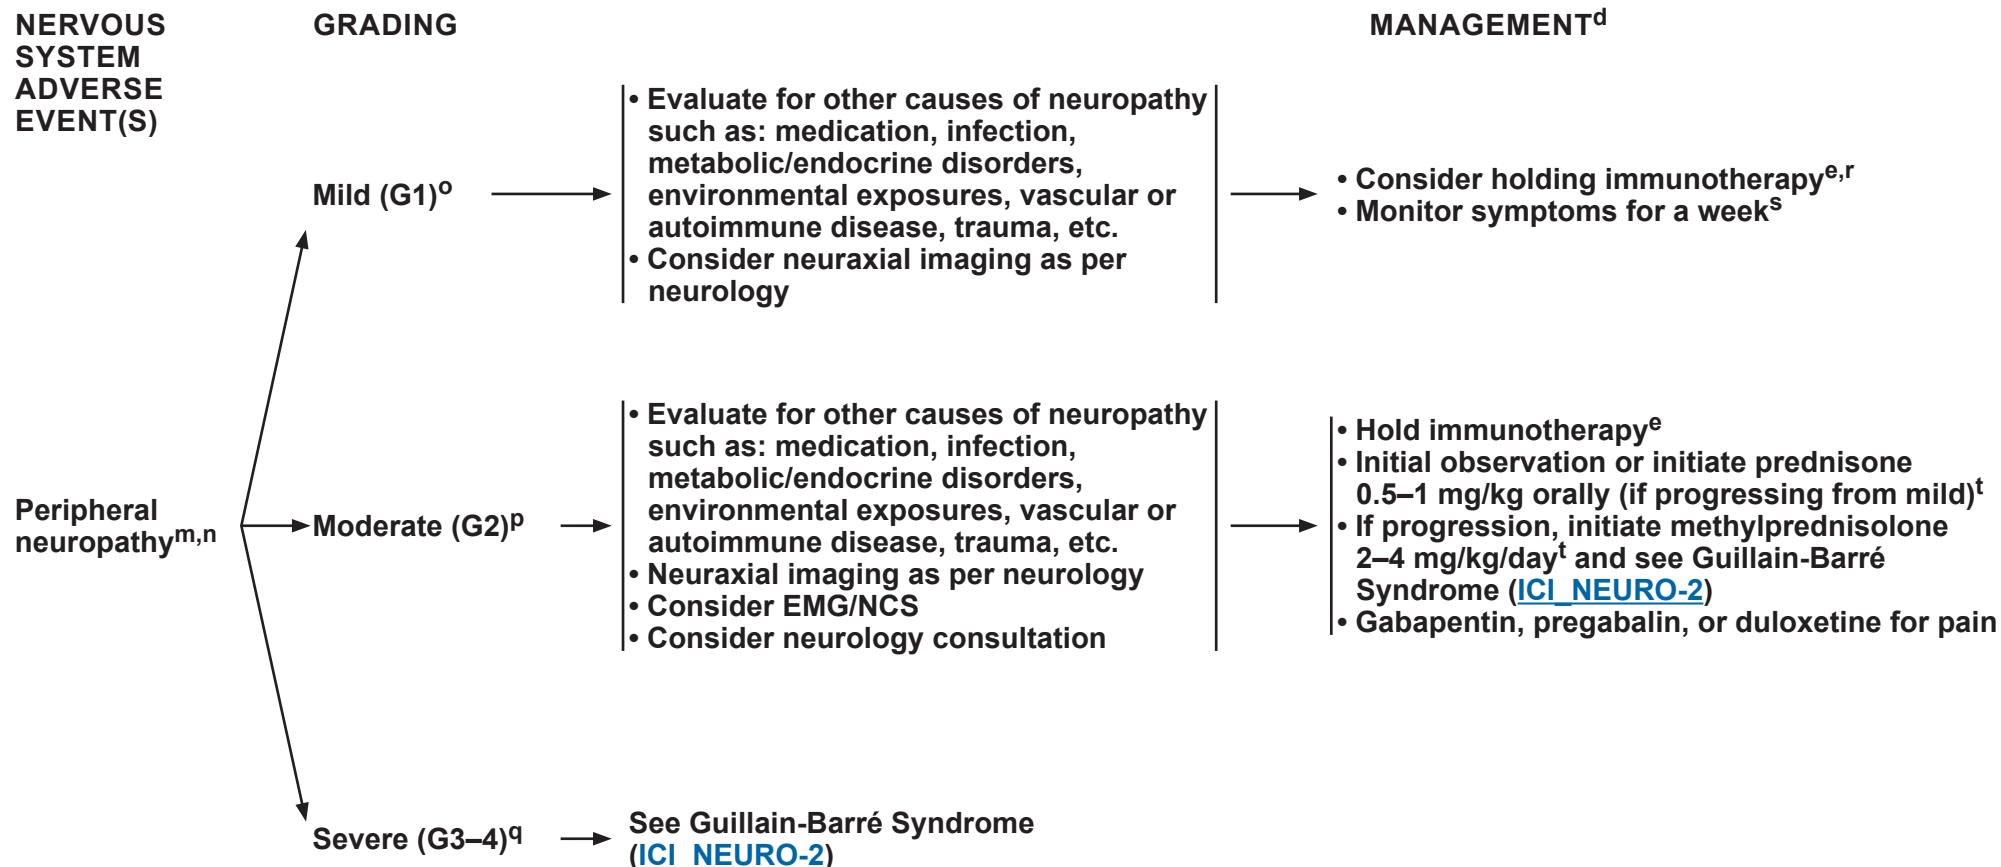 NERVOUS
SYSTEM
ADVERSE
EVENT(S)
GRADING
MANAGEMENTᵈ
Mild (G1)ᵒ
• Evaluate for other causes of neuropathy
such as: medication, infection,
metabolic/endocrine disorders,
environmental exposures, vascular or
autoimmune disease, trauma, etc.
• Consider neuraxial imaging as per
neurology
• Consider holding immunotherapyᵉ,ʳ
• Monitor symptoms for a weekˢ
Peripheral
neuropathyᵐ,ⁿ
Moderate (G2)ᵖ
• Evaluate for other causes of neuropathy
such as: medication, infection,
metabolic/endocrine disorders,
environmental exposures, vascular or
autoimmune disease, trauma, etc.
• Neuraxial imaging as per neurology
• Consider EMG/NCS
• Consider neurology consultation
• Hold immunotherapyᵉ
• Initial observation or initiate prednisone
0.5–1 mg/kg orally (if progressing from mild)ᵗ
• If progression, initiate methylprednisolone
2–4 mg/kg/dayᵗ and see Guillain-Barré
Syndrome (ICI_NEURO-2)
• Gabapentin, pregabalin, or duloxetine for pain
Severe (G3–4)q
See Guillain-Barré Syndrome
(ICI_NEURO-2)